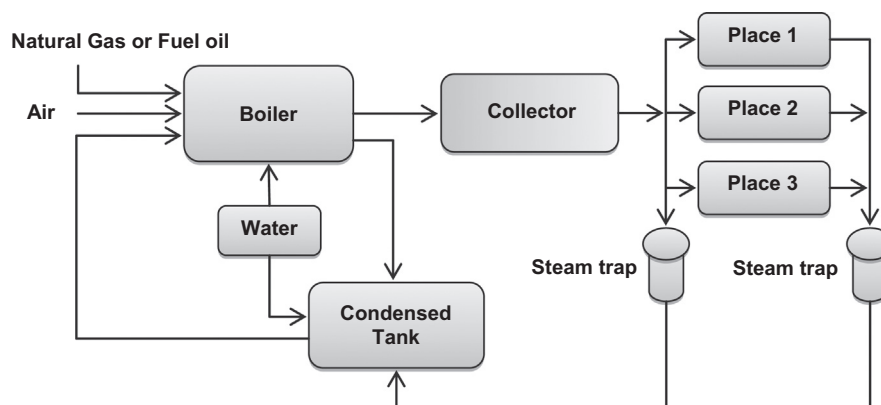 Natural Gas or Fuel oil
Air
Boiler
Collector
Place 1
Place 2
Place 3
Water
Steam trap
Steam trap
Condensed
Tank